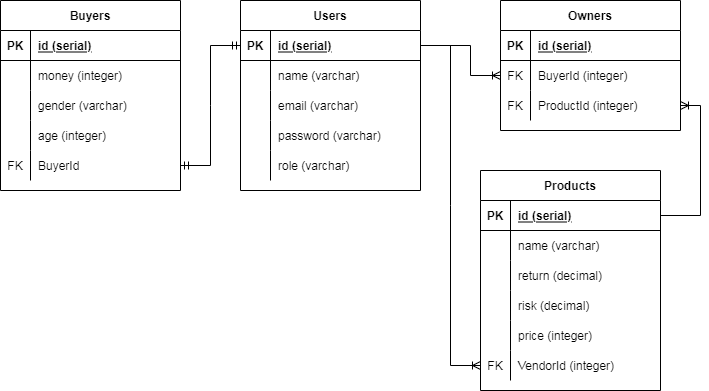 Buyers
PK id (serial)
money (integer)
gender (varchar)
age (integer)
FK BuyerId
Users
PK id (serial)
name (varchar)
email (varchar)
password (varchar)
role (varchar)
Owners
PK id (serial)
FK BuyerId (integer)
FK ProductId (integer)
Products
PK id (serial)
name (varchar)
return (decimal)
risk (decimal)
price (integer)
FK VendorId (integer)